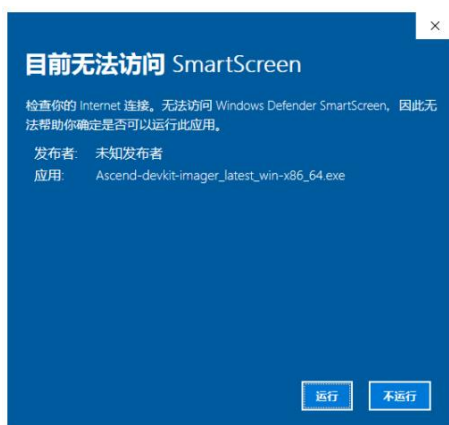 目前无法访问 SmartScreen
检查你的 Internet 连接。无法访问 Windows Defender SmartScreen，因此无
法帮助你确定是否可以运行此应用。
发布者: 未知发布者
应用: Ascend-devkit-imager_latest_win-x86_64.exe
运行 不运行